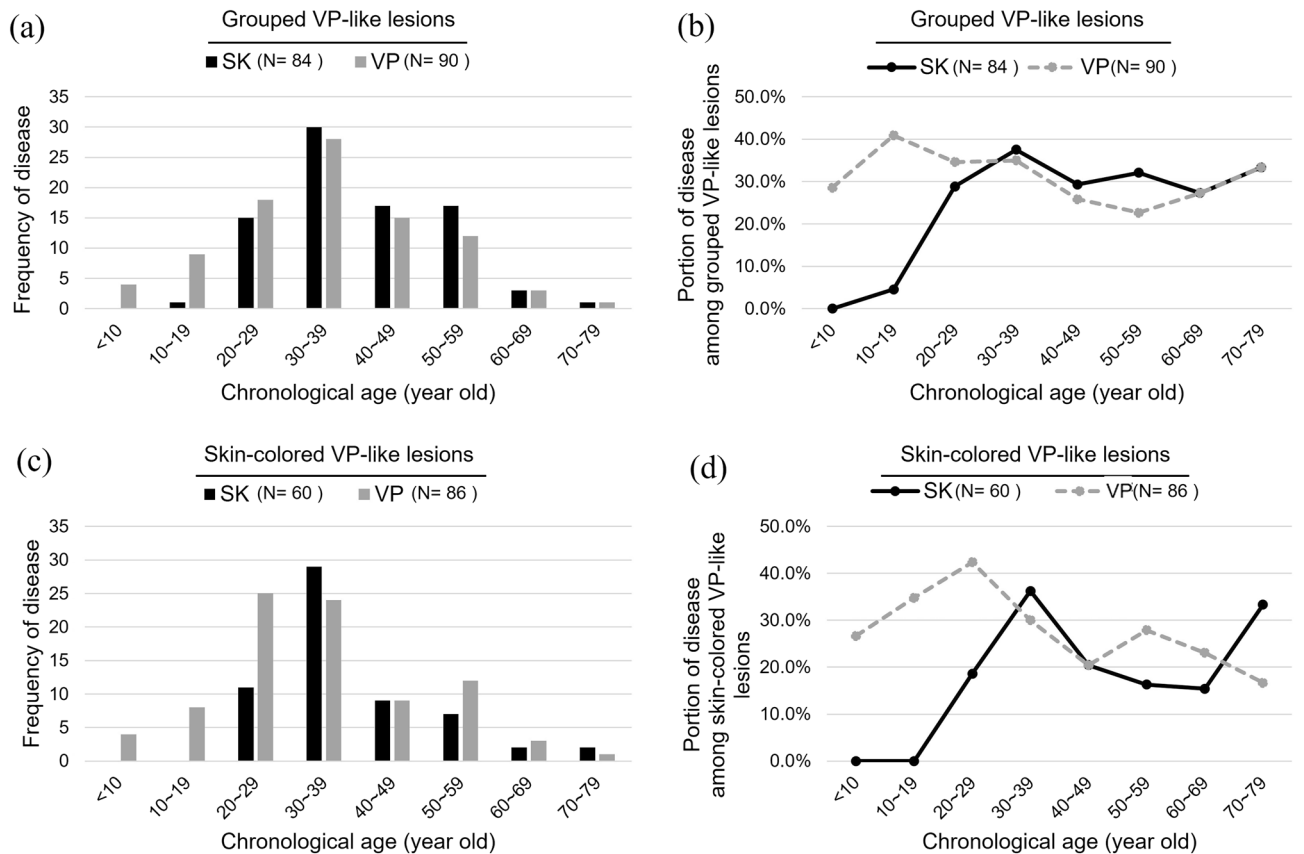 (a)
Grouped VP-like lesions
SK (N= 84 ) VP (N= 90)
Frequency of disease
35
30
25
20
15
10
5
0
<10 10~19 20~29 30~39 40~49 50~59 60~69 70~79
Chronological age (year old)
(b)
Grouped VP-like lesions
SK (N= 84 ) VP(N= 90)
Portion of disease
among grouped VP-like lesions
50.0%
40.0%
30.0%
20.0%
10.0%
0.0%
<10 10~19 20~29 30~39 40~49 50~59 60~69 70~79
Chronological age (year old)
(c)
Skin-colored VP-like lesions
SK (N= 60 ) VP (N= 86)
Frequency of disease
35
30
25
20
15
10
5
0
<10 10~19 20~29 30~39 40~49 50~59 60~69 70~79
Chronological age (year old)
(d)
Skin-colored VP-like lesions
SK (N= 60 ) VP(N= 86)
Portion of disease
among skin-colored VP-like
lesions
50.0%
40.0%
30.0%
20.0%
10.0%
0.0%
<10 10~19 20~29 30~39 40~49 50~59 60~69 70~79
Chronological age (year old)